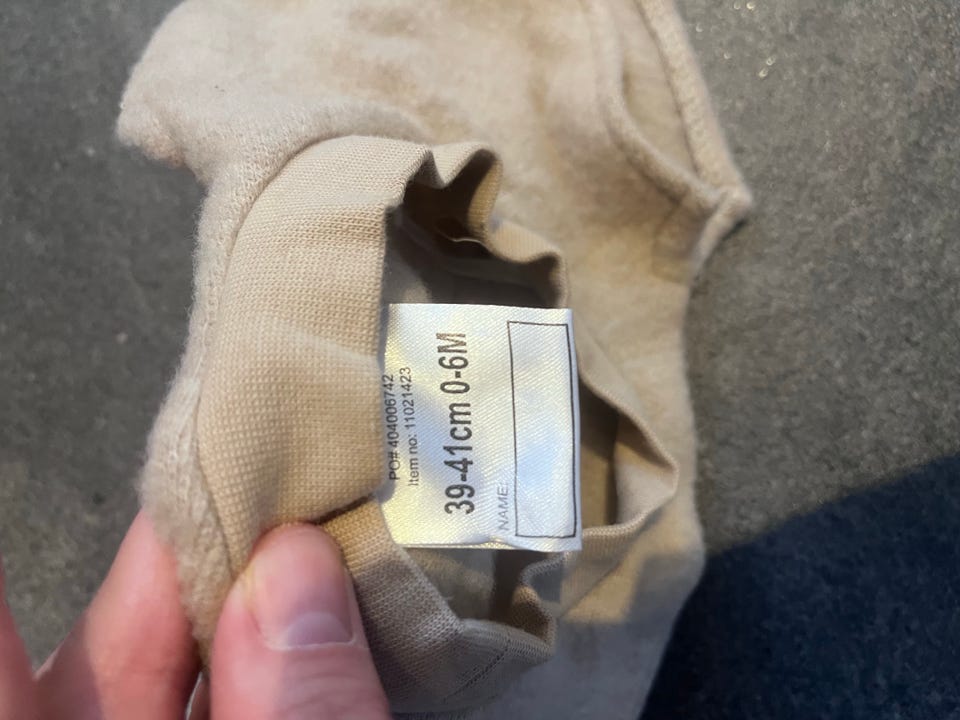 PO# 404006742
Item no: 11021423
39-41cm 0-6M
NAME: